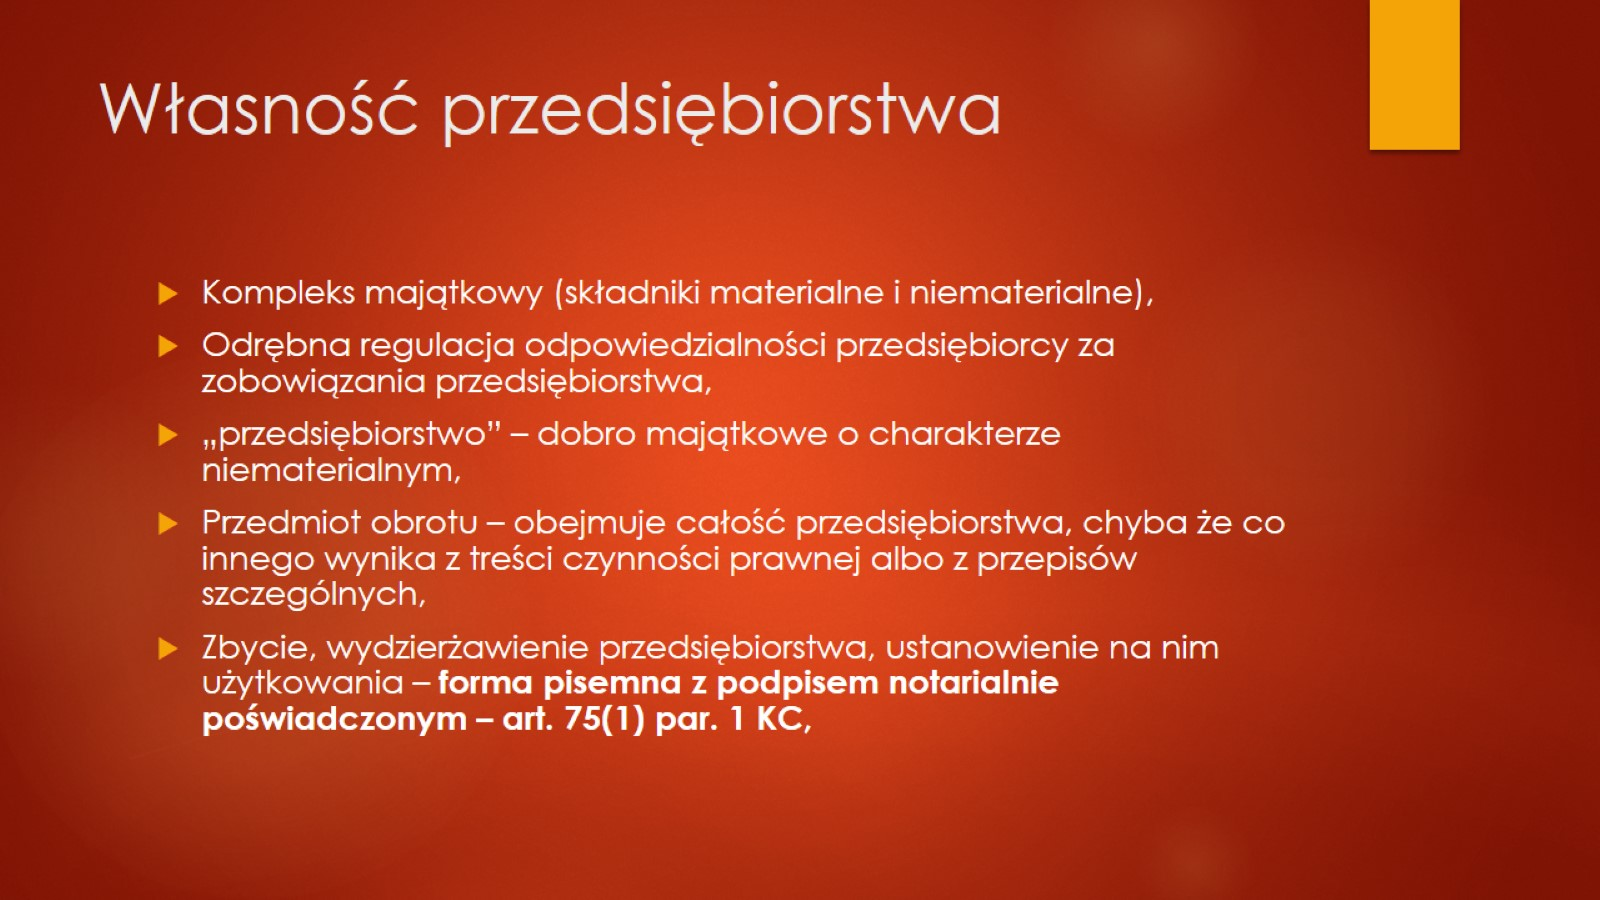 Własność przedsiębiorstwa
Kompleks majątkowy (składniki materialne i niematerialne),
Odrębna regulacja odpowiedzialności przedsiębiorcy za
zobowiązania przedsiębiorstwa,
„przedsiębiorstwo” – dobro majątkowe o charakterze
niematerialnym,
Przedmiot obrotu – obejmuje całość przedsiębiorstwa, chyba że co
innego wynika z treści czynności prawnej albo z przepisów
szczególnych,
Zbycie, wydzierżawienie przedsiębiorstwa, ustanowienie na nim
użytkowania – forma pisemna z podpisem notarialnie
poświadczonym – art. 75(1) par. 1 KC,